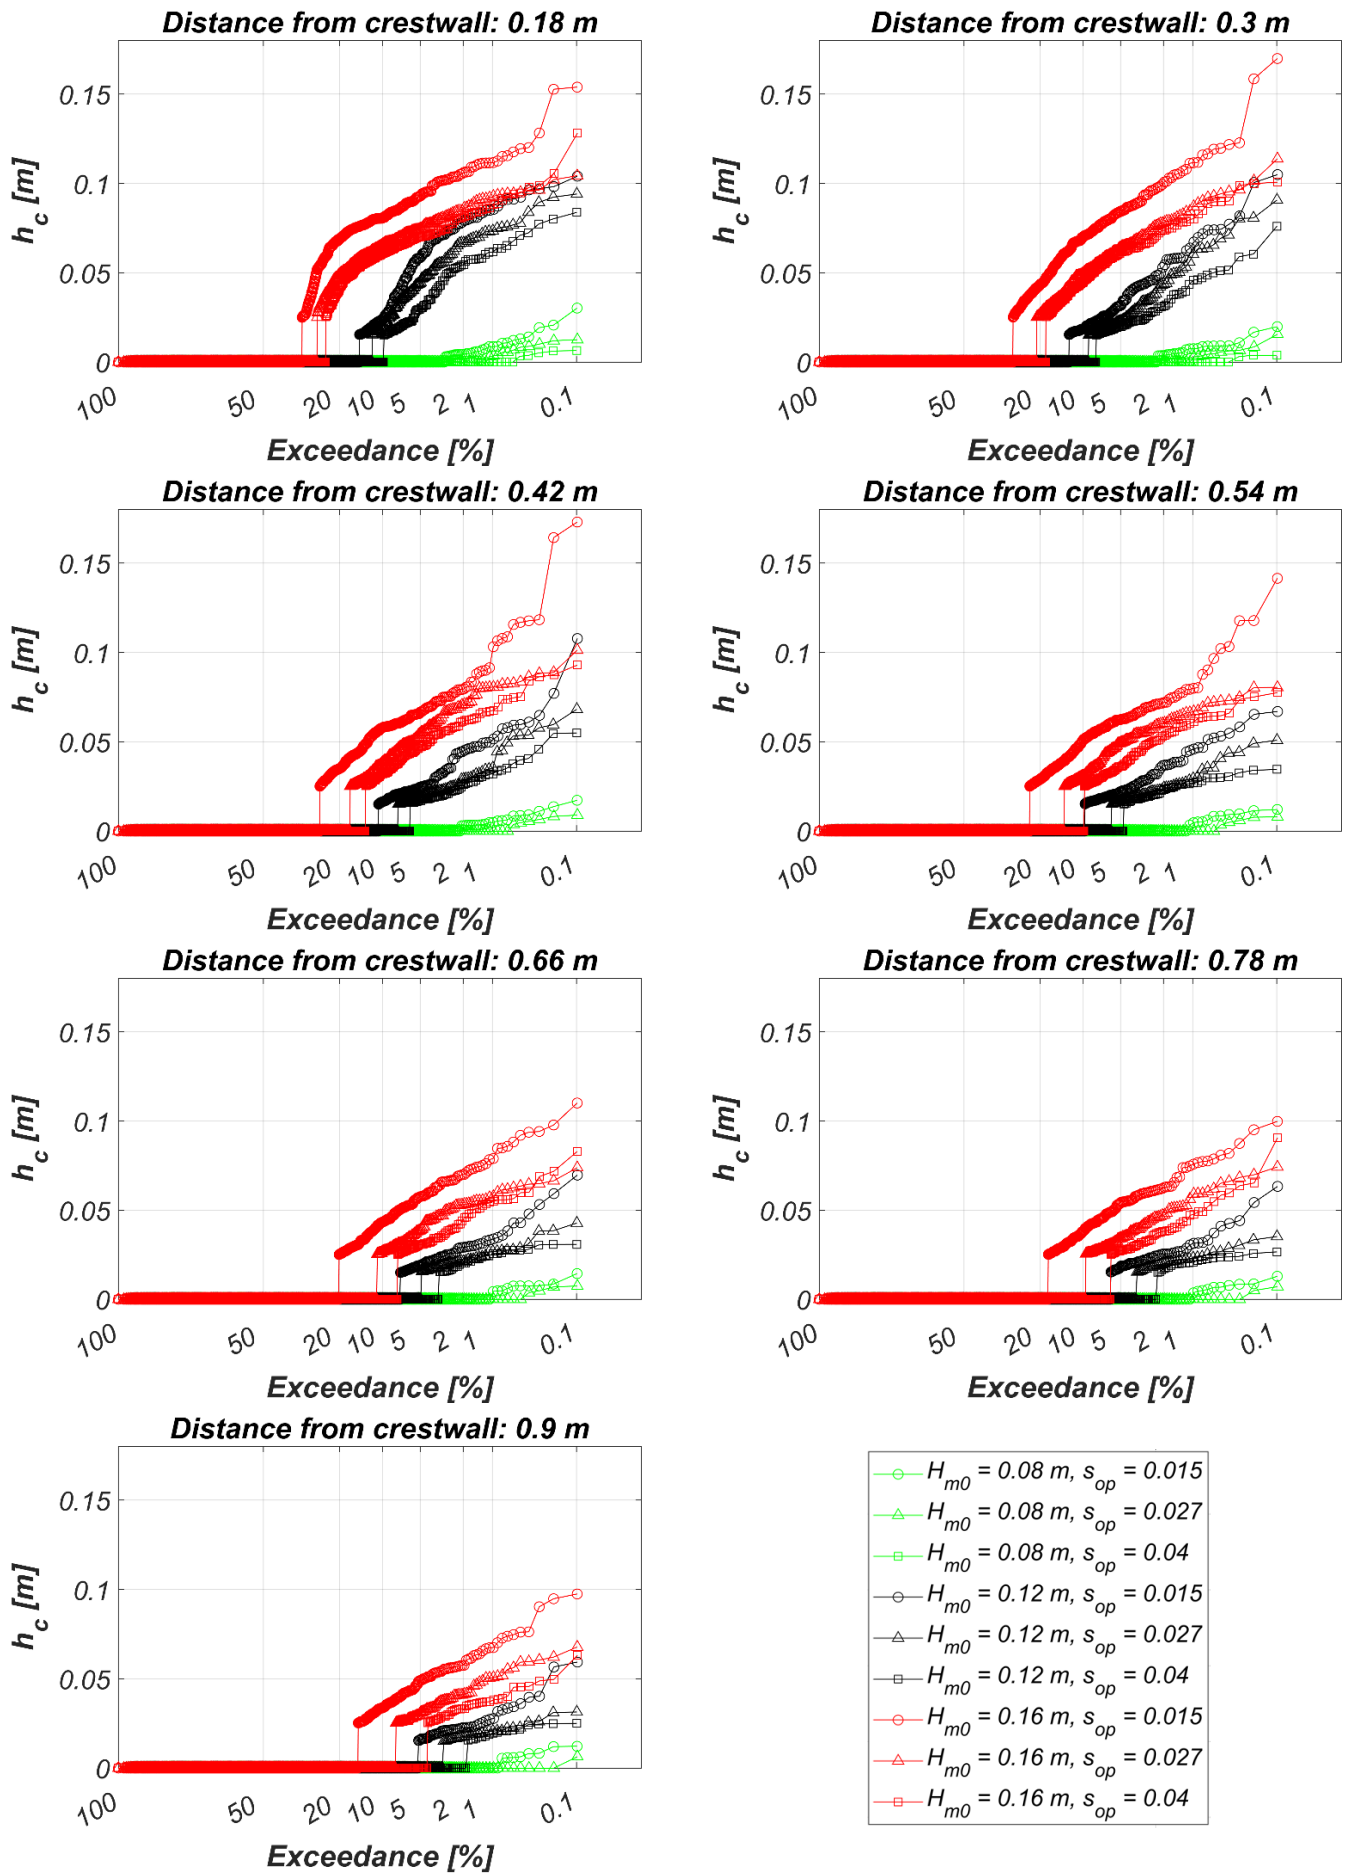 Distance from crestwall: 0.18 m
h_c [m]
0.15
0.1
0.05
0
100 50 20 10 5 2 1 0.1
Exceedance [%]
Distance from crestwall: 0.3 m
h_c [m]
0.15
0.1
0.05
0
100 50 20 10 5 2 1 0.1
Exceedance [%]
Distance from crestwall: 0.42 m
h_c [m]
0.15
0.1
0.05
0
100 50 20 10 5 2 1 0.1
Exceedance [%]
Distance from crestwall: 0.54 m
h_c [m]
0.15
0.1
0.05
0
100 50 20 10 5 2 1 0.1
Exceedance [%]
Distance from crestwall: 0.66 m
h_c [m]
0.15
0.1
0.05
0
100 50 20 10 5 2 1 0.1
Exceedance [%]
Distance from crestwall: 0.78 m
h_c [m]
0.15
0.1
0.05
0
100 50 20 10 5 2 1 0.1
Exceedance [%]
Distance from crestwall: 0.9 m
h_c [m]
0.15
0.1
0.05
0
100 50 20 10 5 2 1 0.1
Exceedance [%]
H_m0 = 0.08 m, s_op = 0.015
H_m0 = 0.08 m, s_op = 0.027
H_m0 = 0.08 m, s_op = 0.04
H_m0 = 0.12 m, s_op = 0.015
H_m0 = 0.12 m, s_op = 0.027
H_m0 = 0.12 m, s_op = 0.04
H_m0 = 0.16 m, s_op = 0.015
H_m0 = 0.16 m, s_op = 0.027
H_m0 = 0.16 m, s_op = 0.04